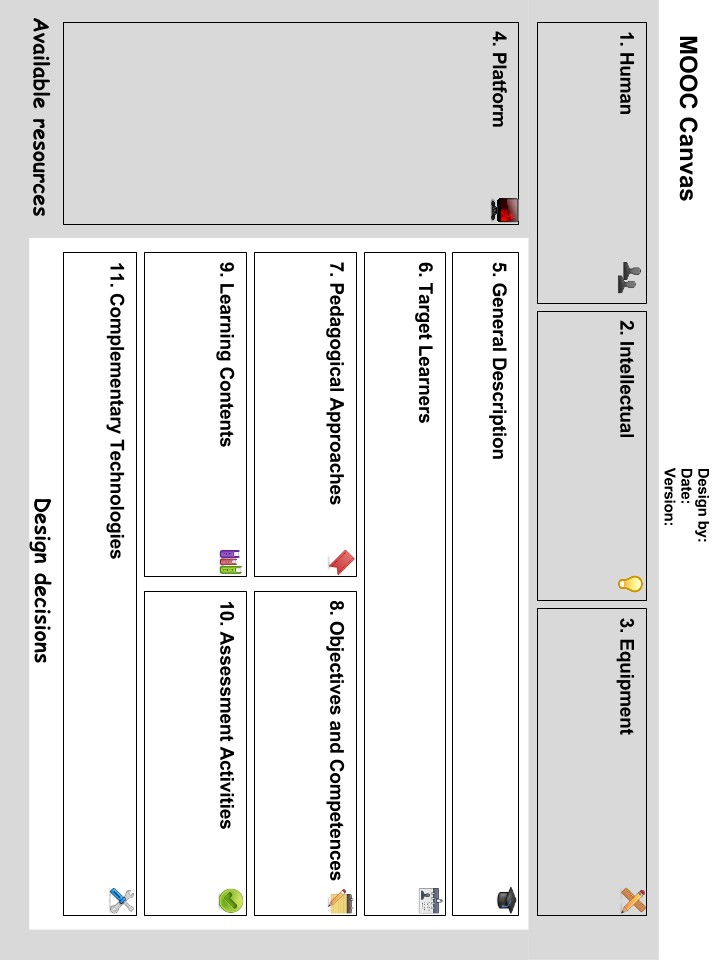 MOOC Canvas
Design by:
Date:
Version:
1. Human
2. Intellectual
3. Equipment
4. Platform
5. General Description
6. Target Learners
7. Pedagogical Approaches
8. Objectives and Competences
9. Learning Contents
10. Assessment Activities
11. Complementary Technologies
Available resources
Design decisions